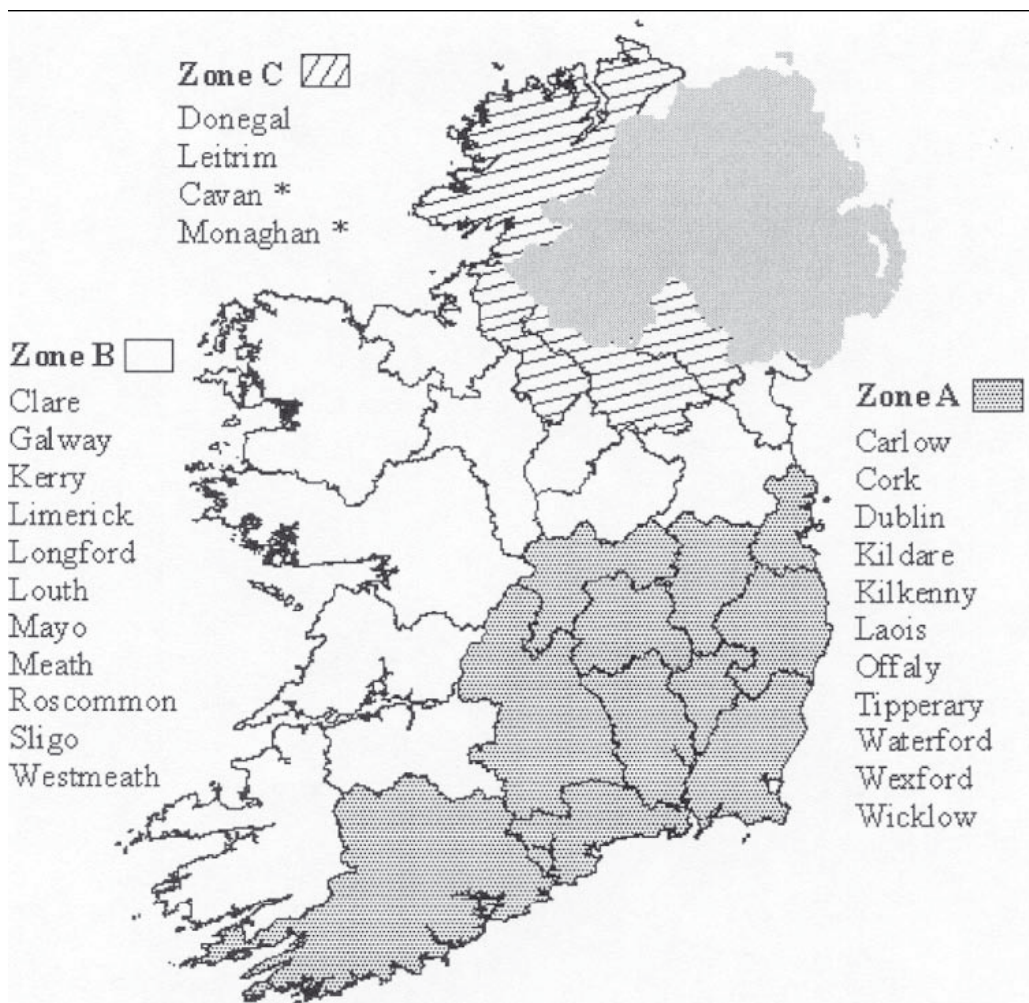 Zone C
Donegal
Leitrim
Cavan *
Monaghan *
Zone B
Clare
Galway
Kerry
Limerick
Longford
Louth
Mayo
Meath
Roscommon
Sligo
Westmeath
Zone A
Carlow
Cork
Dublin
Kildare
Kilkenny
Laois
Offaly
Tipperary
Waterford
Wexford
Wicklow